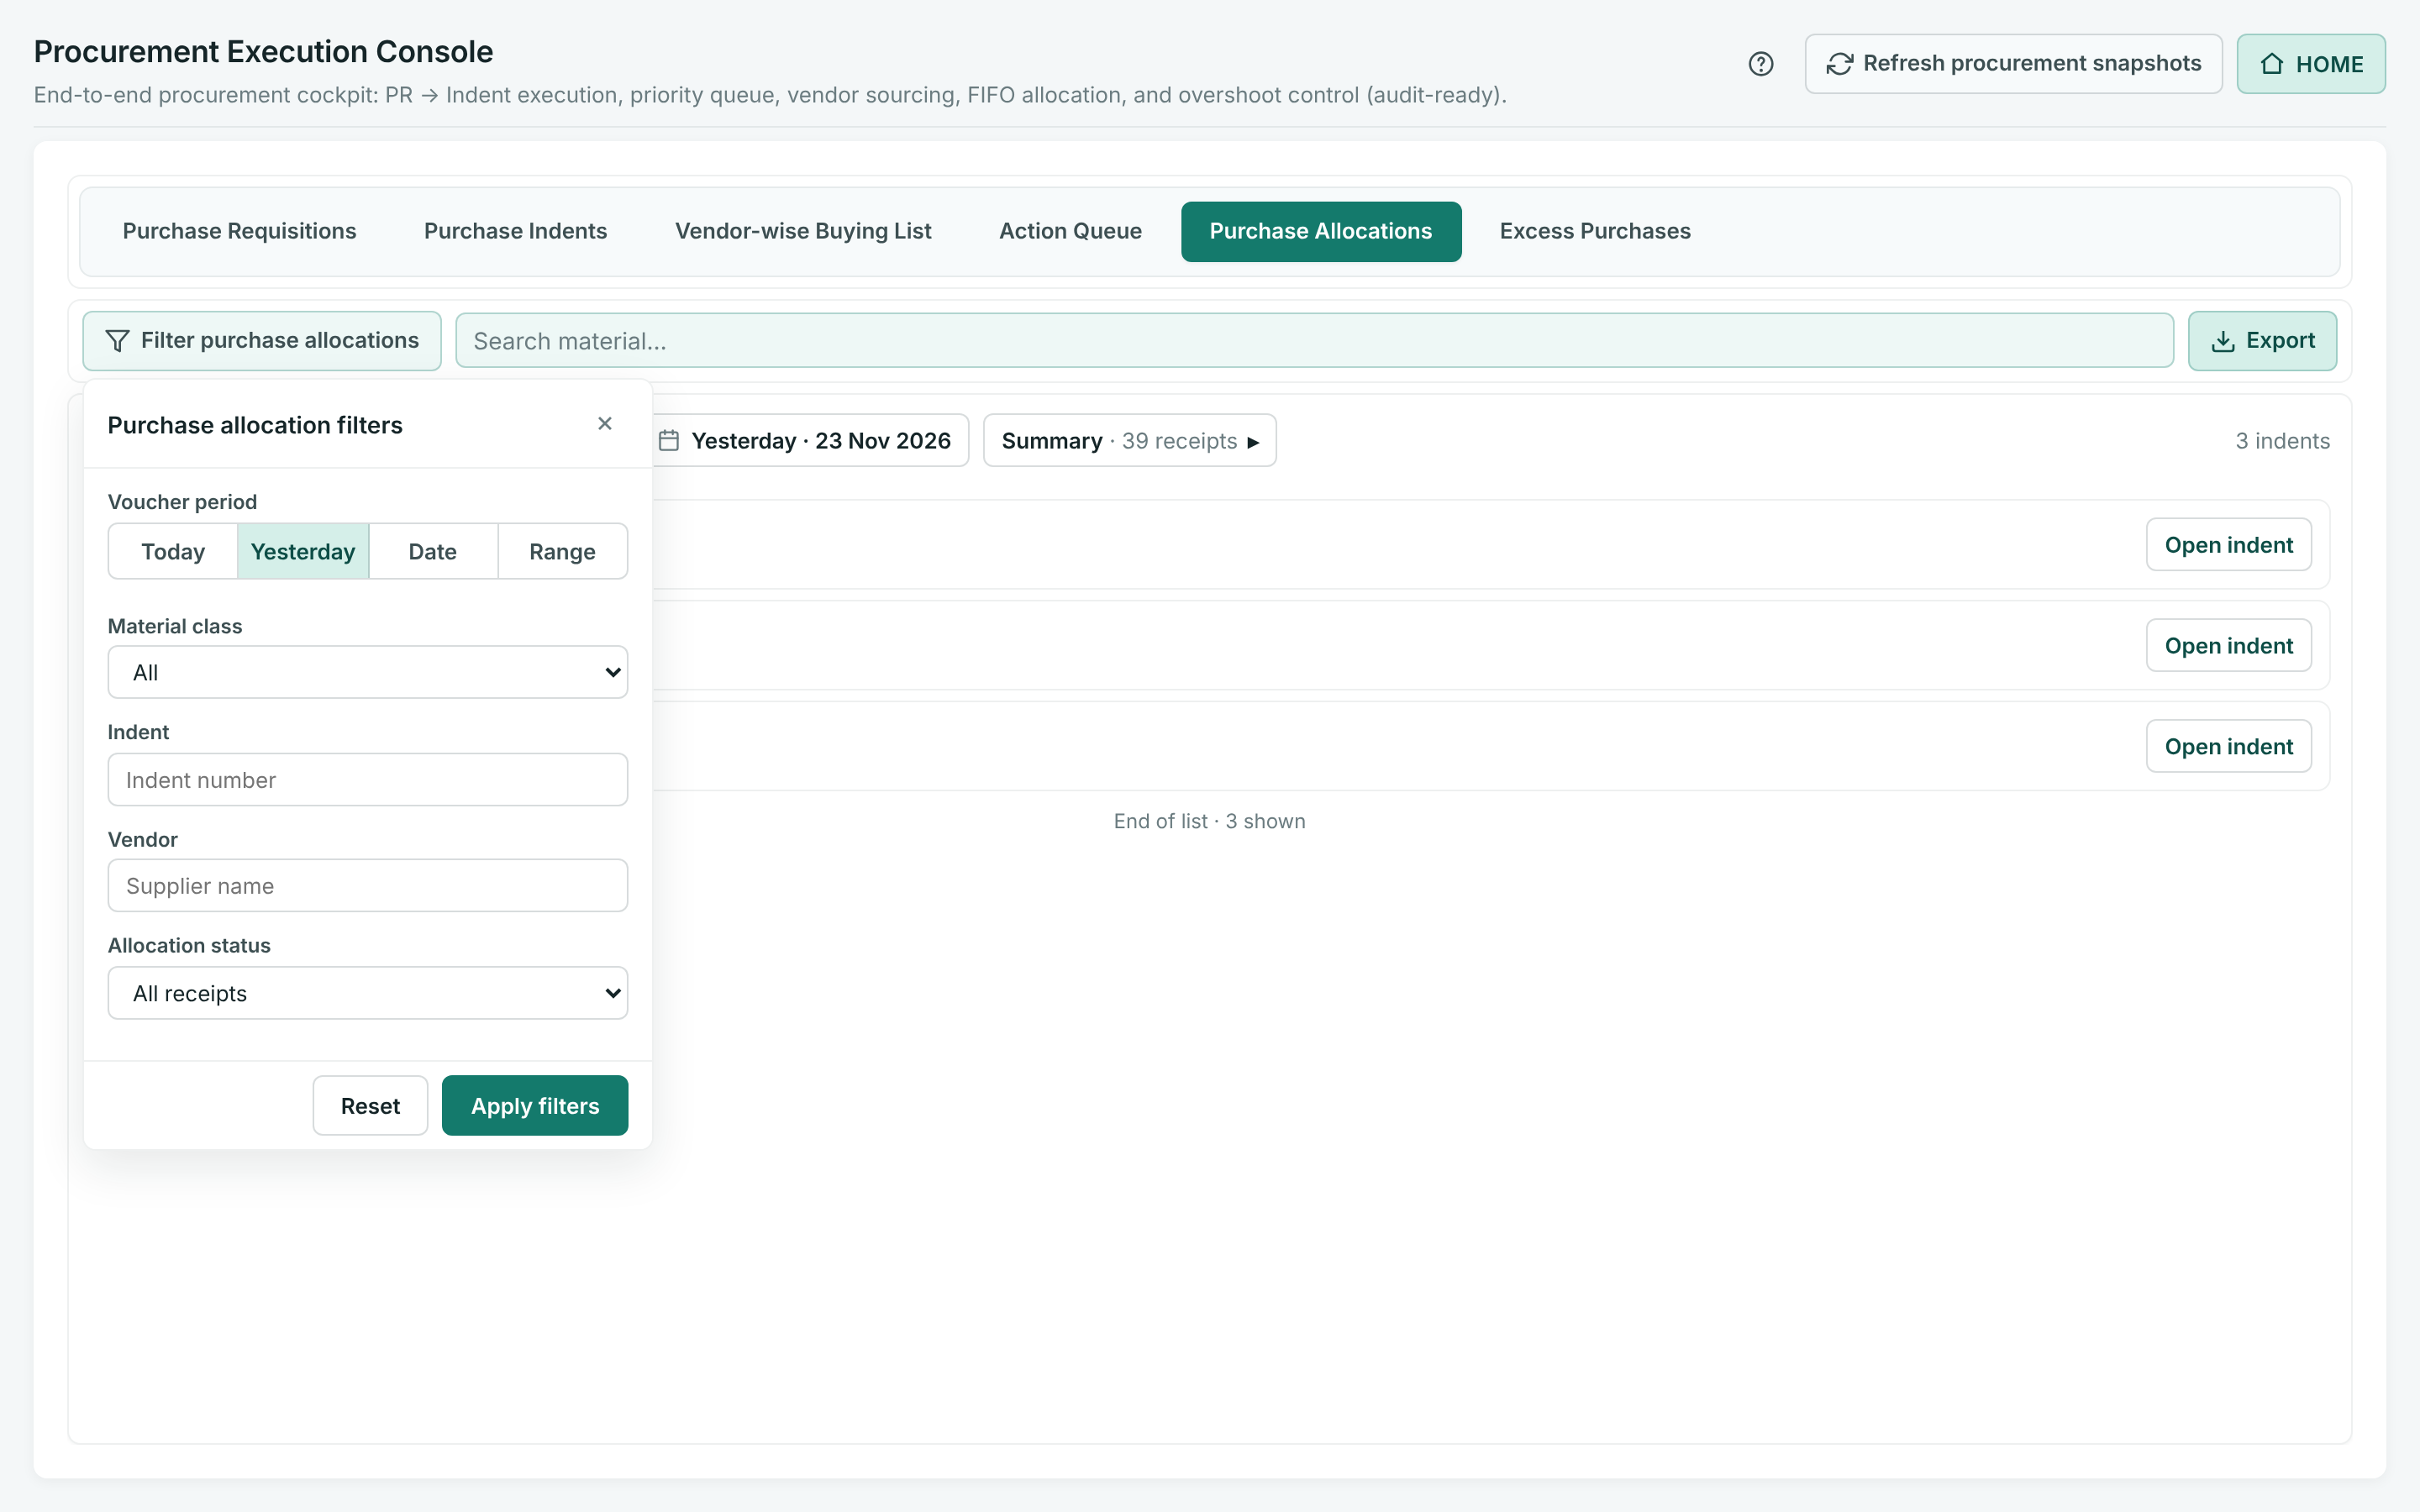 Procurement Execution Console
End-to-end procurement cockpit: PR → Indent execution, priority queue, vendor sourcing, FIFO allocation, and overshoot control (audit-ready).
Refresh procurement snapshots
HOME
Purchase Requisitions
Purchase Indents
Vendor-wise Buying List
Action Queue
Purchase Allocations
Excess Purchases
Filter purchase allocations
Search material...
Export
Purchase allocation filters
Voucher period
Today
Yesterday
Date
Range
Material class
All
Indent
Indent number
Vendor
Supplier name
Allocation status
All receipts
Reset
Apply filters
Yesterday · 23 Nov 2026
Summary · 39 receipts ▸
3 indents
Open indent
Open indent
Open indent
End of list · 3 shown